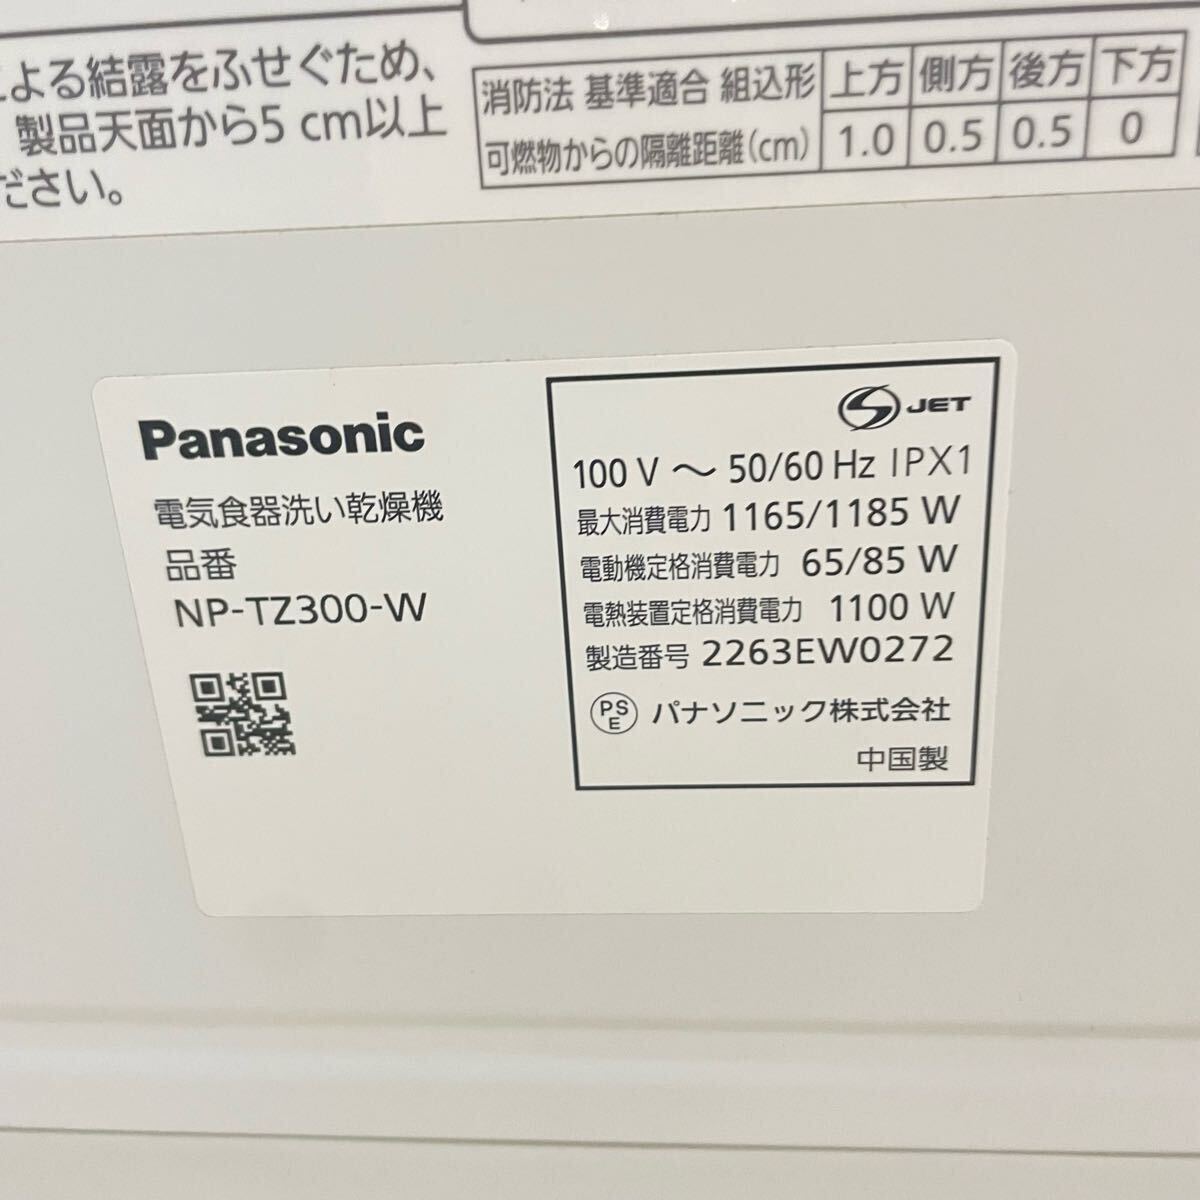 よる結露をふせぐため、
製品天面から5 cm以上
ださい。
消防法 基準適合 組込形 上方 側方 後方 下方
可燃物からの隔離距離(cm) 1.0 0.5 0.5 0
Panasonic
電気食器洗い乾燥機
品番
NP-TZ300-W
JET
100 V ～ 50/60 Hz IPX1
最大消費電力 1165/1185 W
電動機定格消費電力 65/85 W
電熱装置定格消費電力 1100 W
製造番号 2263EW0272
PSE パナソニック株式会社
中国製